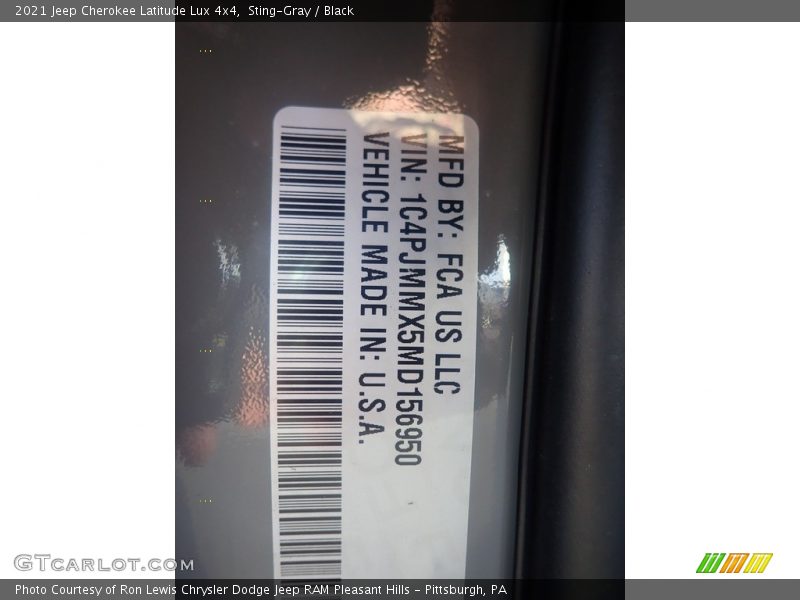 2021 Jeep Cherokee Latitude Lux 4x4,  Sting-Gray / Black
MFD BY: FCA US LLC
VIN: 1C4PJMMX5MD156950
VEHICLE MADE IN: U.S.A.
GTcarlot.com
Photo Courtesy of Ron Lewis Chrysler Dodge Jeep RAM Pleasant Hills - Pittsburgh, PA